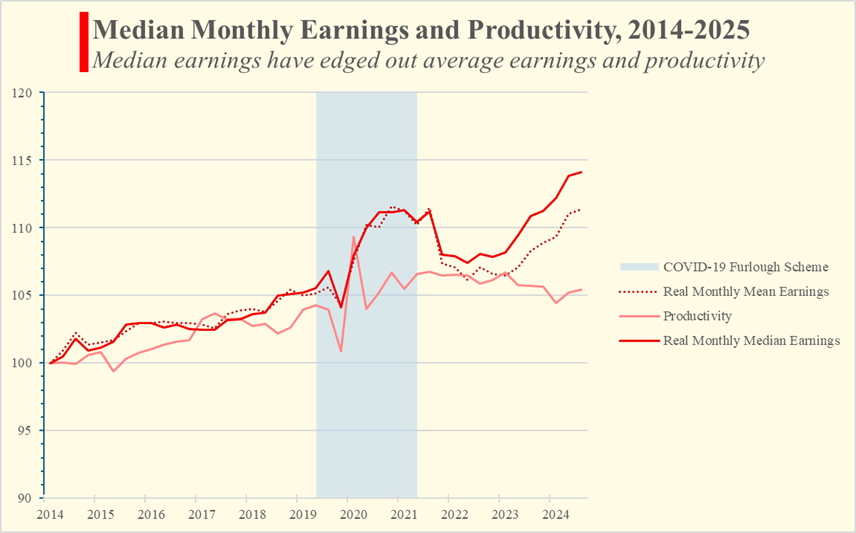 Median Monthly Earnings and Productivity, 2014-2025
Median earnings have edged out average earnings and productivity
120
115
110
105
100
95
90
2014 2015 2016 2017 2018 2019 2020 2021 2022 2023 2024
COVID-19 Furlough Scheme
Real Monthly Mean Earnings
Productivity
Real Monthly Median Earnings